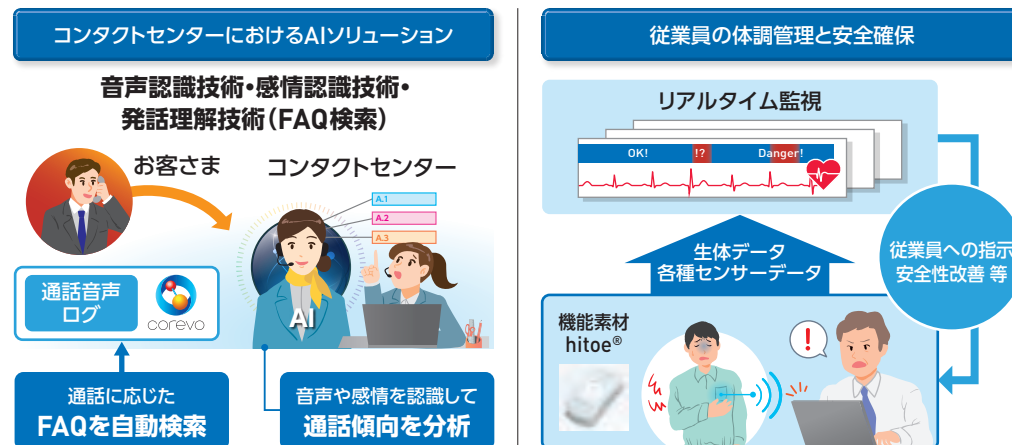 コンタクトセンターにおけるAIソリューション
音声認識技術・感情認識技術・
発話理解技術(FAQ検索)
お客さま
コンタクトセンター
A.1
A.2
A.3
通話音声
ログ
corevo
AI
通話に応じた
FAQを自動検索
音声や感情を認識して
通話傾向を分析
従業員の体調管理と安全確保
リアルタイム監視
OK!
!?
Danger!
生体データ
各種センサーデータ
従業員への指示
安全性改善 等
機能素材
hitoe®
!